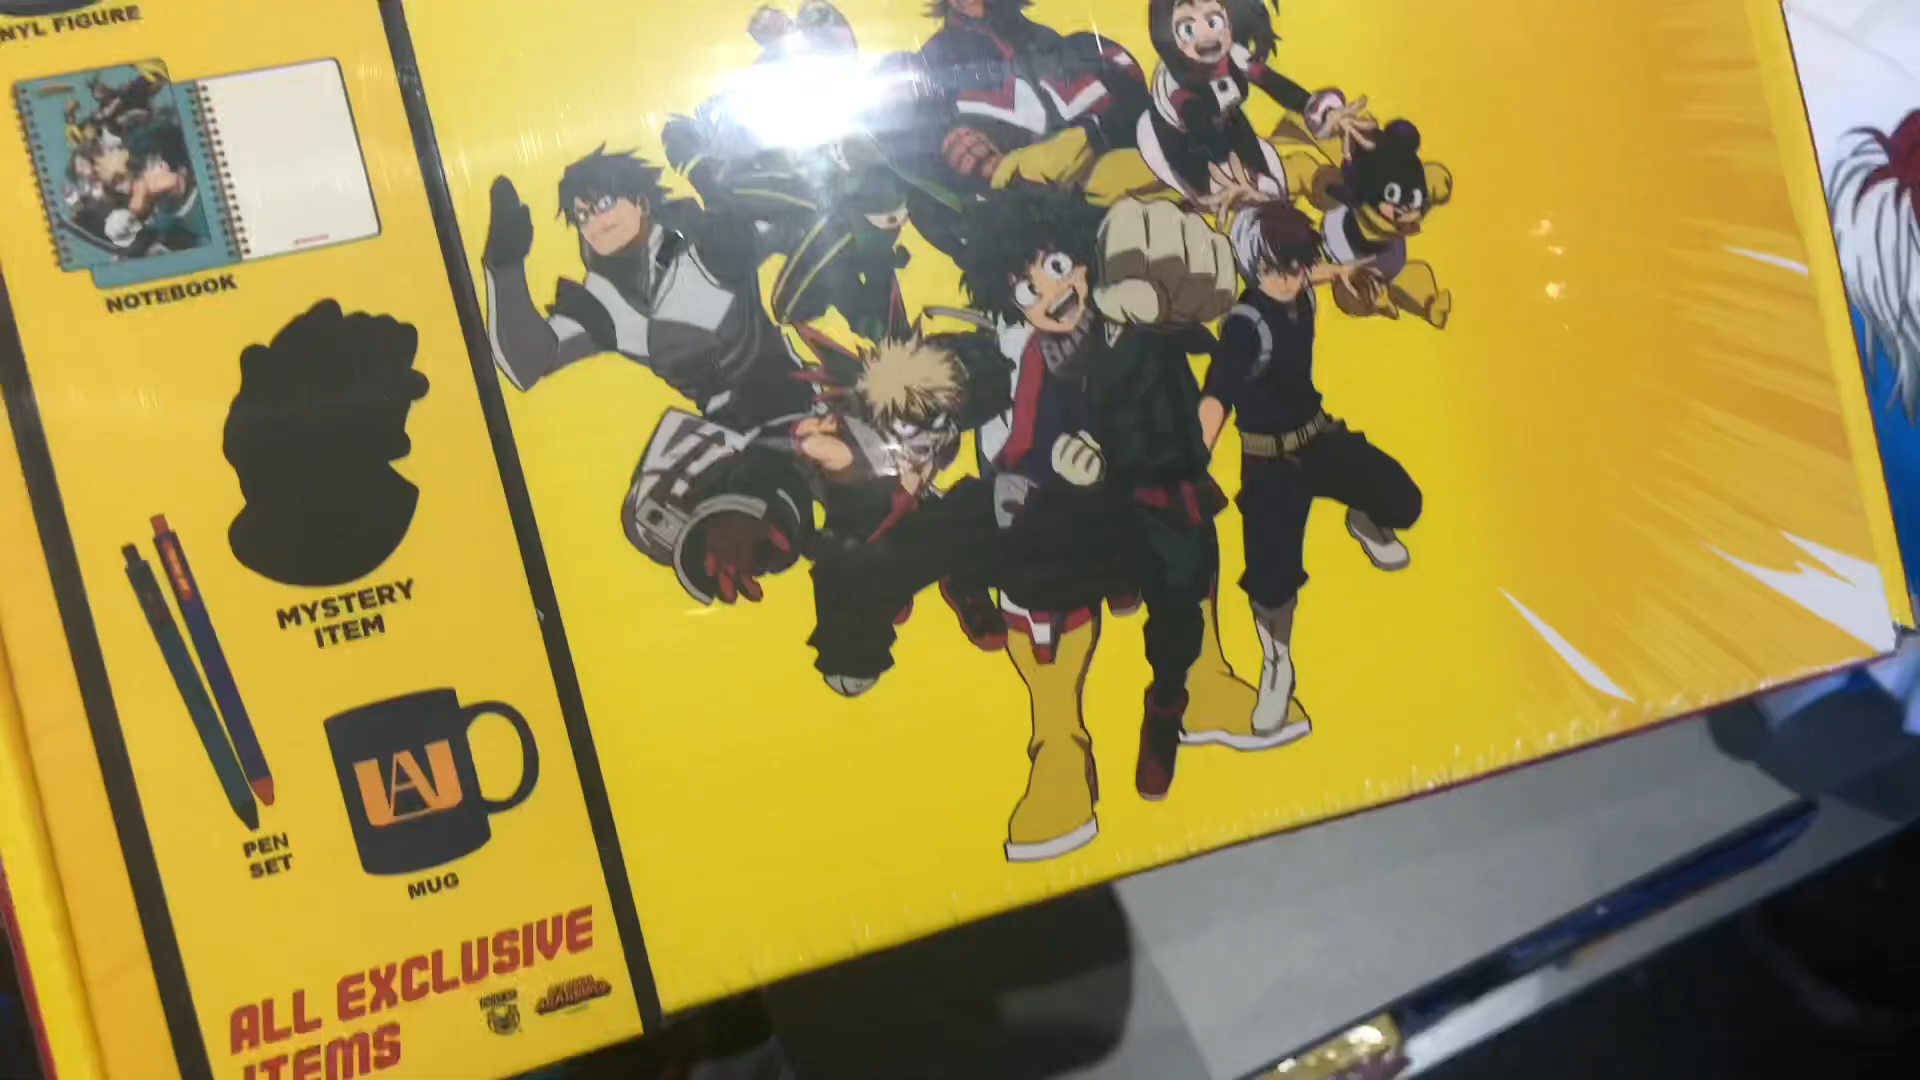 NYL FIGURE
NOTEBOOK
MYSTERY
ITEM
PEN
SET
MUG
ALL EXCLUSIVE
ITEMS